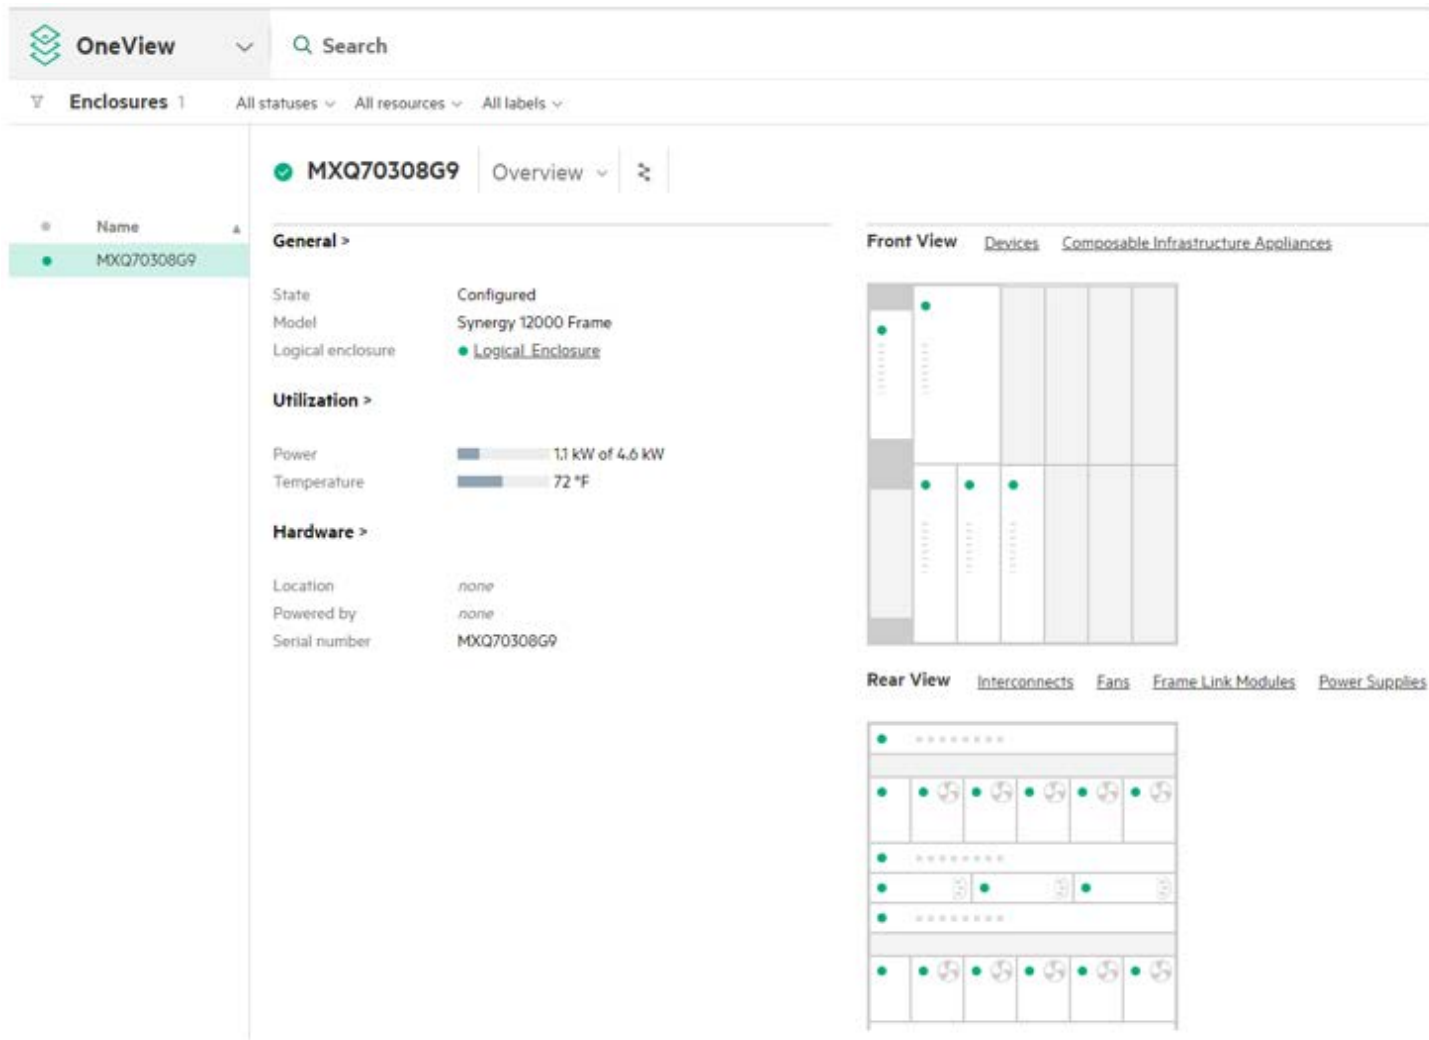 OneView
Search
Enclosures 1 All statuses All resources All labels
MXQ70308G9 Overview
Name
MXQ70308G9
General >
State Configured
Model Synergy 12000 Frame
Logical enclosure Logical Enclosure
Utilization >
Power 1.1 kW of 4.6 kW
Temperature 72 °F
Hardware >
Location none
Powered by none
Serial number MXQ70308G9
Front View Devices Composable Infrastructure Appliances
Rear View Interconnects Fans Frame Link Modules Power Supplies